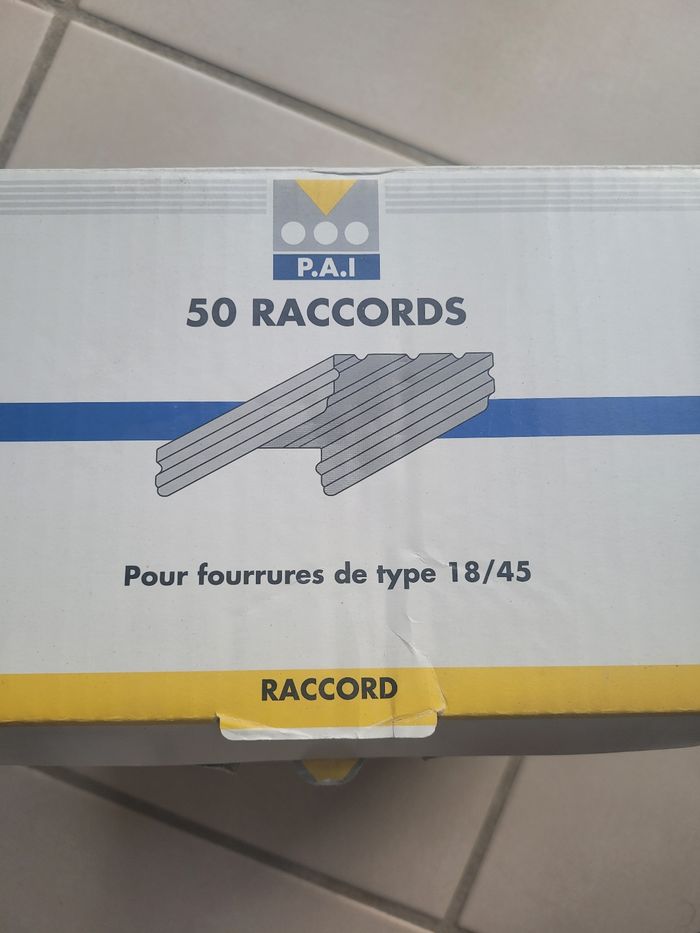 P.A.I
50 RACCORDS
Pour fourrures de type 18/45
RACCORD